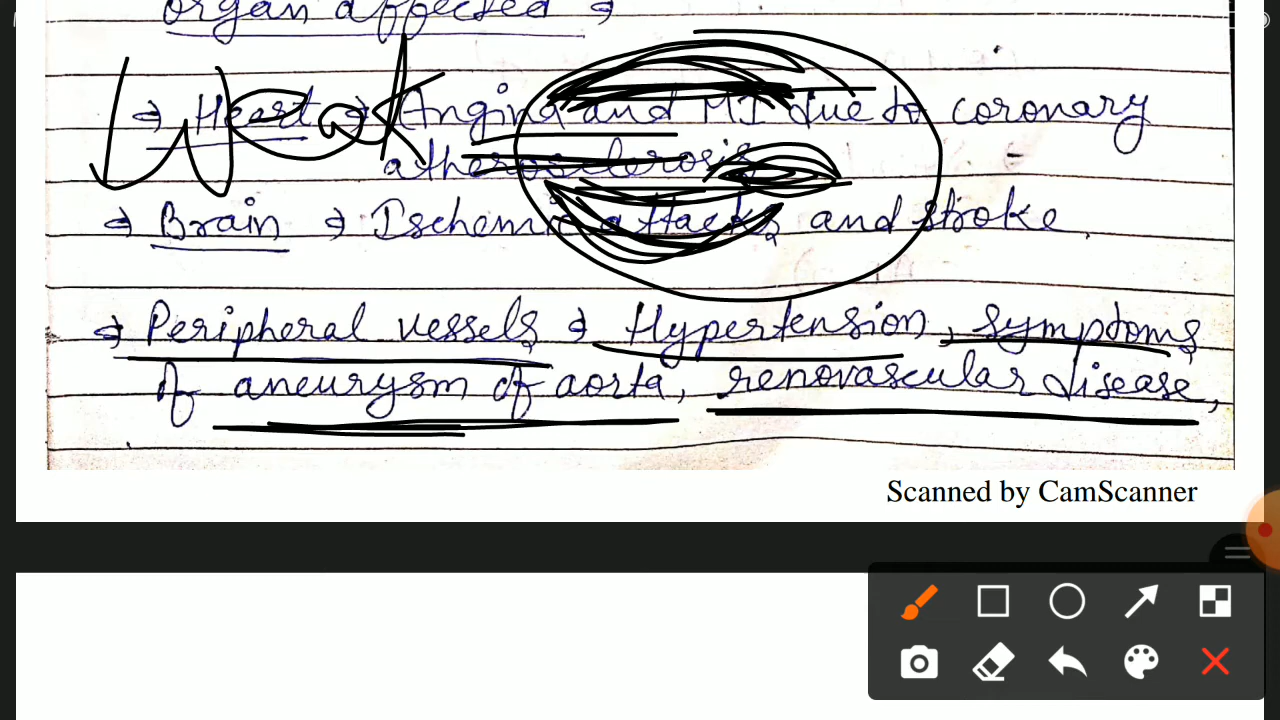 organ affected →
→ Heart → Angina and MI due to coronary
atherosclerosis
Weak
→ Brain → Ischemic attacks and stroke.
→ Peripheral vessels → Hypertension, symptoms
of aneurysm of aorta, renovascular disease,
Scanned by CamScanner